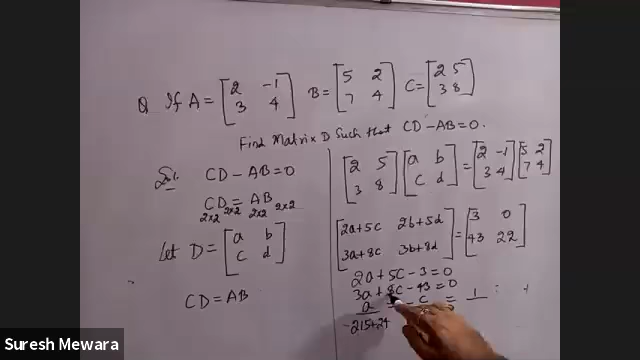 Q If A = [2 -1 3 4] B = [5 2 7 4] C = [2 5 3 8]
Find Matrix D such that CD - AB = 0.
Sol. CD - AB = 0
CD = AB
2x2 2x2 2x2 2x2
Let D = [a b c d]
CD = AB
[2 5 3 8] [a b c d] = [2 -1 3 4] [5 2 7 4]
[2a+5c 2b+5d 3a+8c 3b+8d] = [3 0 43 22]
2a + 5c - 3 = 0
3a + 8c - 43 = 0
a = - c = 1
-215+24
Suresh Mewara